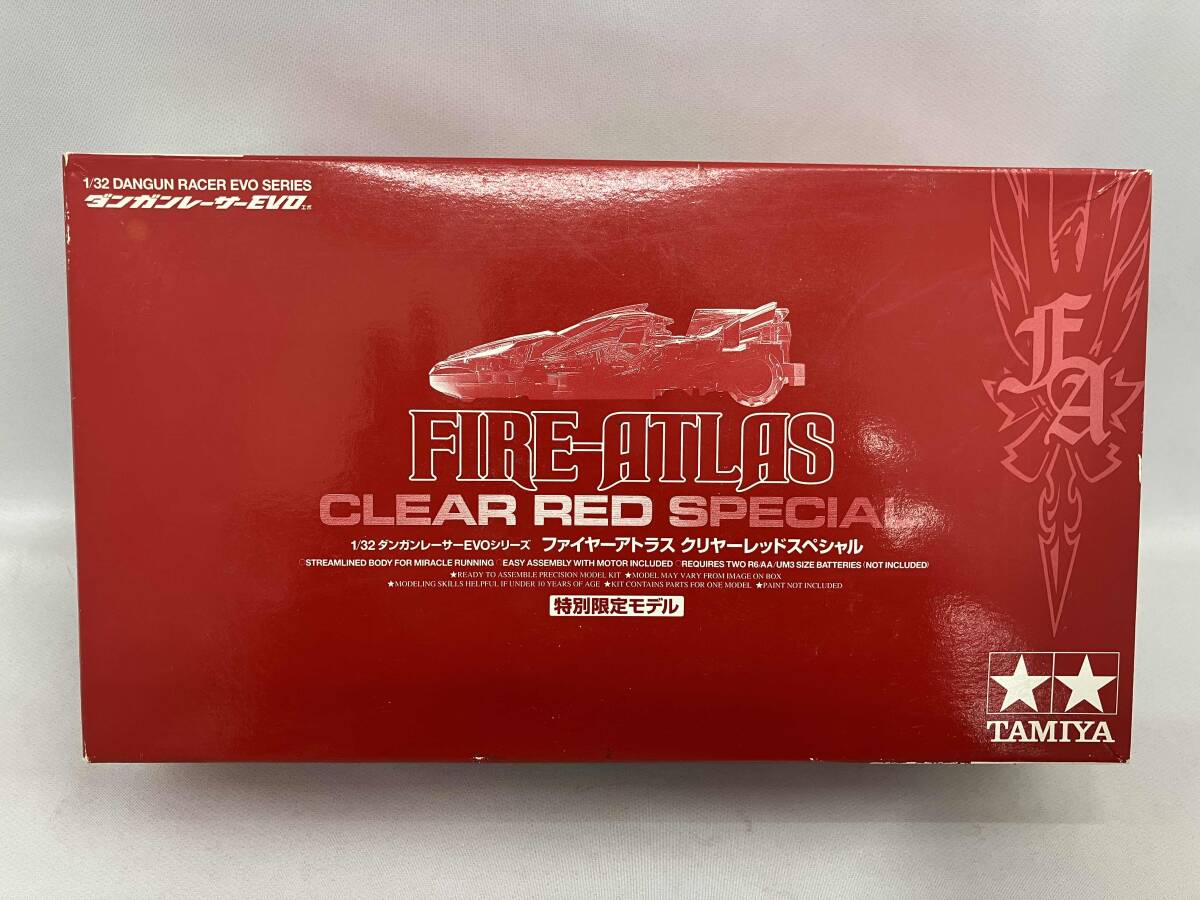 1/32 DANGUN RACER EVO SERIES
ダンガンレーサーEVOエボ
FA
FIRE-ATLAS
CLEAR RED SPECIAL
1/32 ダンガンレーサーEVOシリーズ ファイヤーアトラス クリヤーレッドスペシャル
○STREAMLINED BODY FOR MIRACLE RUNNING ○EASY ASSEMBLY WITH MOTOR INCLUDED ○REQUIRES TWO R6/AA/UM3 SIZE BATTERIES (NOT INCLUDED)
★READY TO ASSEMBLE PRECISION MODEL KIT ★MODEL MAY VARY FROM IMAGE ON BOX
★MODELING SKILLS HELPFUL IF UNDER 10 YEARS OF AGE ★KIT CONTAINS PARTS FOR ONE MODEL ★PAINT NOT INCLUDED
特別限定モデル
TAMIYA